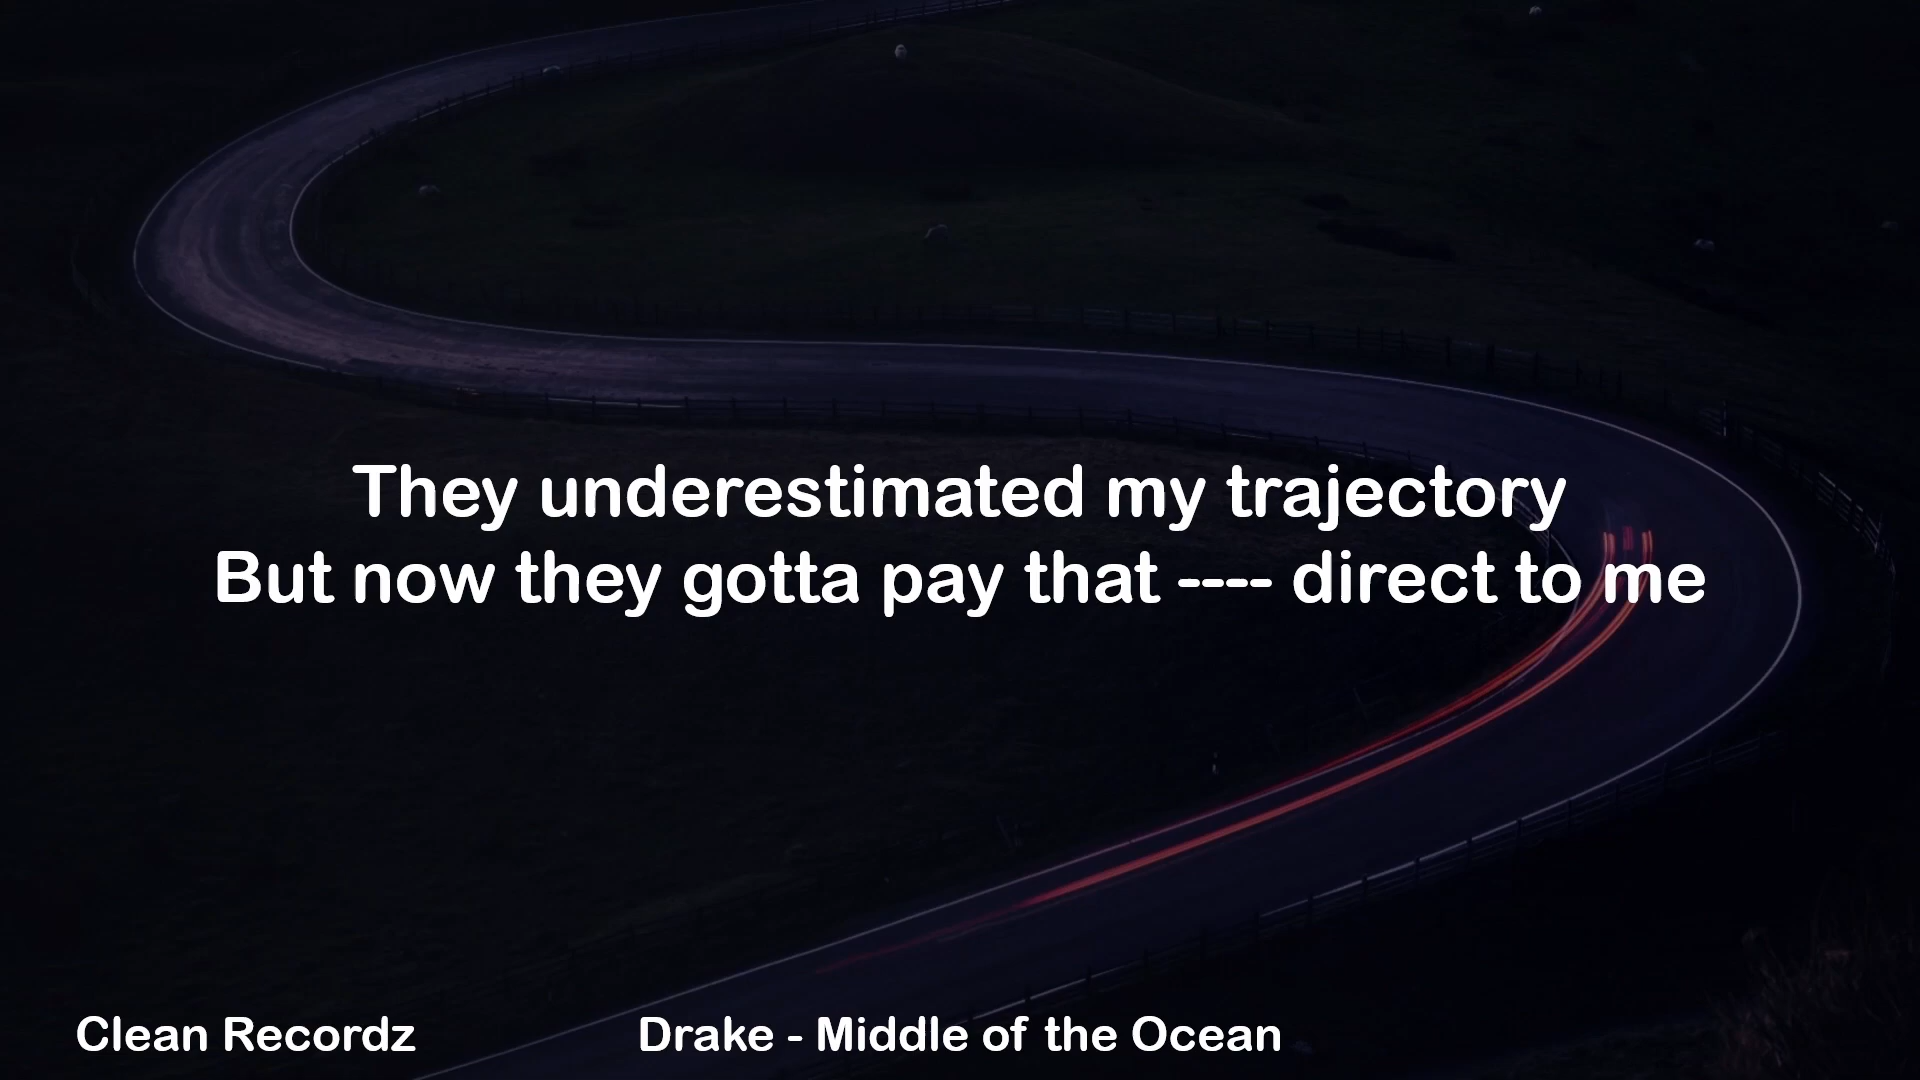 They underestimated my trajectory
But now they gotta pay that ---- direct to me
Clean Recordz
Drake - Middle of the Ocean